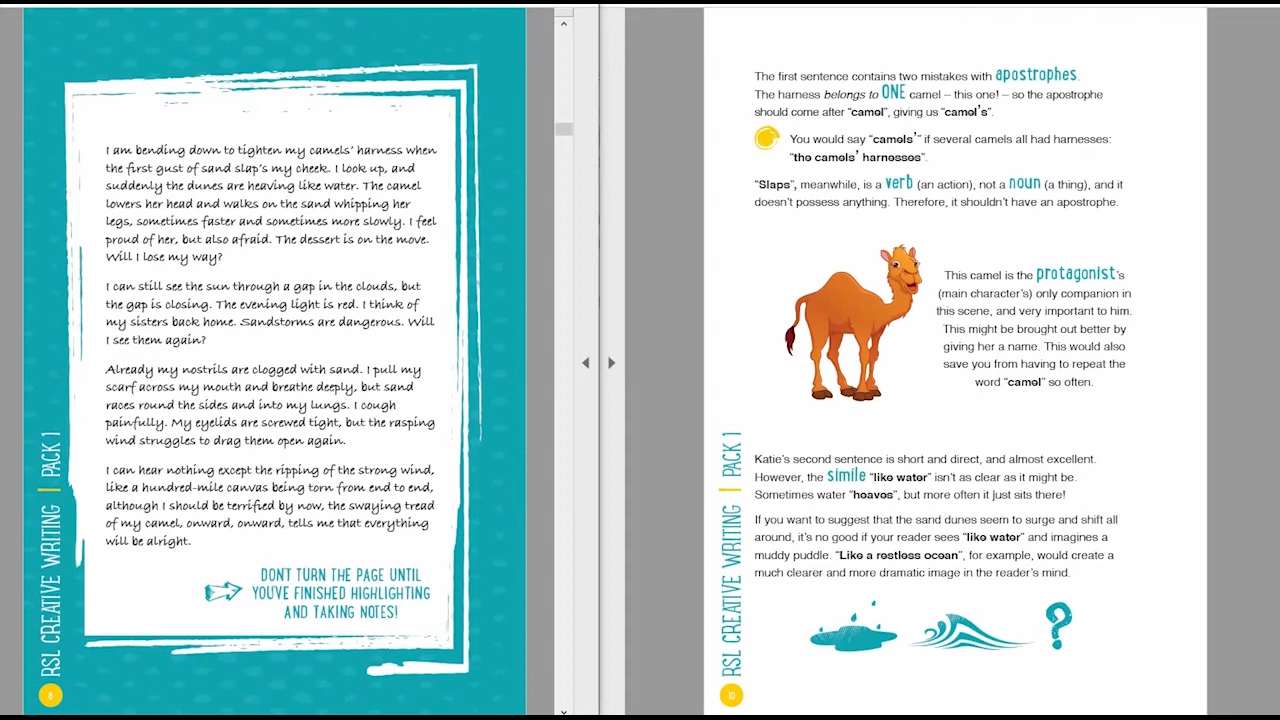 I am bending down to tighten my camels' harness when
the first gust of sand slap's my cheek. I look up, and
suddenly the dunes are heaving like water. The camel
lowers her head and walks on the sand whipping her
legs, sometimes faster and sometimes more slowly. I feel
proud of her, but also afraid. The dessert is on the move.
Will I lose my way?
I can still see the sun through a gap in the clouds, but
the gap is closing. The evening light is red. I think of
my sisters back home. Sandstorms are dangerous. Will
I see them again?
Already my nostrils are clogged with sand. I pull my
scarf across my mouth and breathe deeply, but sand
races round the sides and into my lungs. I cough
painfully. My eyelids are screwed tight, but the rasping
wind struggles to drag them open again.
I can hear nothing except the ripping of the strong wind,
like a hundred-mile canvas being torn from end to end,
although I should be terrified by now, the swaying tread
of my camel, onward, onward, tells me that everything
will be alright.
DON'T TURN THE PAGE UNTIL
YOU'VE FINISHED HIGHLIGHTING
AND TAKING NOTES!
RSL CREATIVE WRITING | PACK 1
8
The first sentence contains two mistakes with apostrophes.
The harness belongs to ONE camel – this one! – so the apostrophe
should come after "camel", giving us "camel's".
You would say "camels'" if several camels all had harnesses:
"the camels' harnesses".
"Slaps", meanwhile, is a verb (an action), not a noun (a thing), and it
doesn't possess anything. Therefore, it shouldn't have an apostrophe.
This camel is the protagonist's
(main character's) only companion in
this scene, and very important to him.
This might be brought out better by
giving her a name. This would also
save you from having to repeat the
word "camel" so often.
Katie's second sentence is short and direct, and almost excellent.
However, the simile "like water" isn't as clear as it might be.
Sometimes water "heaves", but more often it just sits there!
If you want to suggest that the sand dunes seem to surge and shift all
around, it's no good if your reader sees "like water" and imagines a
muddy puddle. "Like a restless ocean", for example, would create a
much clearer and more dramatic image in the reader's mind.
?
RSL CREATIVE WRITING | PACK 1
10